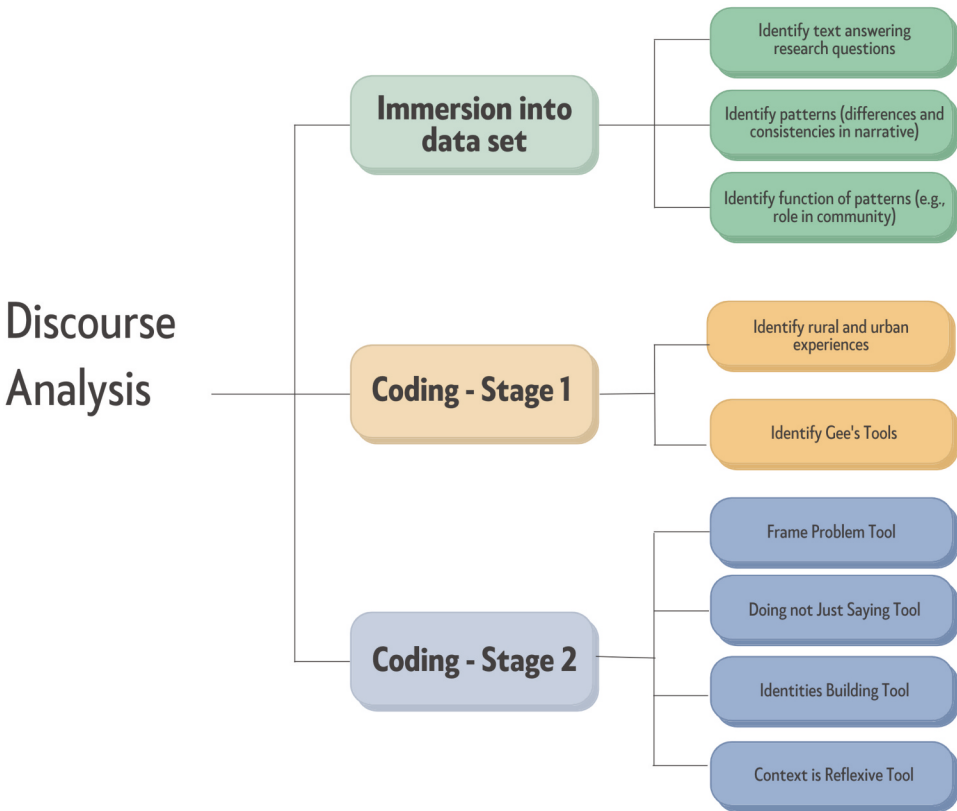 Discourse
Analysis
Immersion into
data set
Identify text answering
research questions
Identify patterns (differences and
consistencies in narrative)
Identify function of patterns (e.g.,
role in community)
Coding - Stage 1
Identify rural and urban
experiences
Identify Gee's Tools
Coding - Stage 2
Frame Problem Tool
Doing not Just Saying Tool
Identities Building Tool
Context is Reflexive Tool